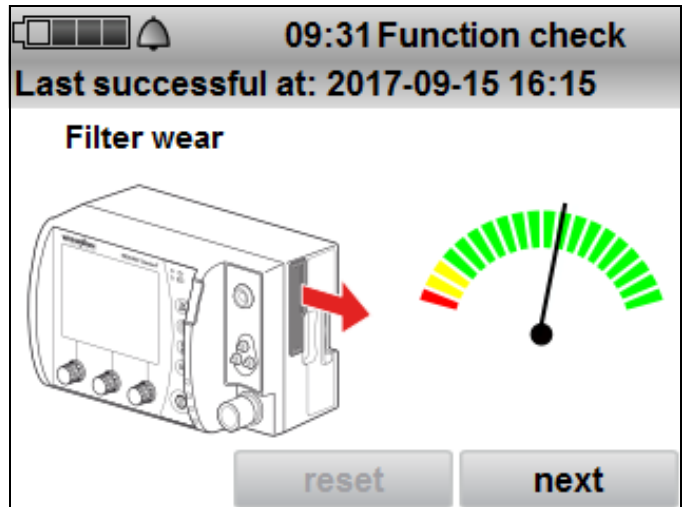 09:31 Function check
Last successful at: 2017-09-15 16:15
Filter wear
reset
next